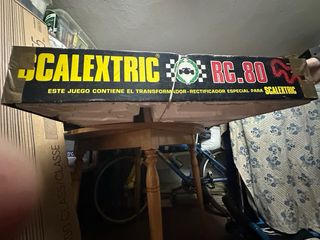 SCALEXTRIC RC.80
ESTE JUEGO CONTIENE EL TRANSFORMADOR-RECTIFICADOR ESPECIAL PARA SCALEXTRIC